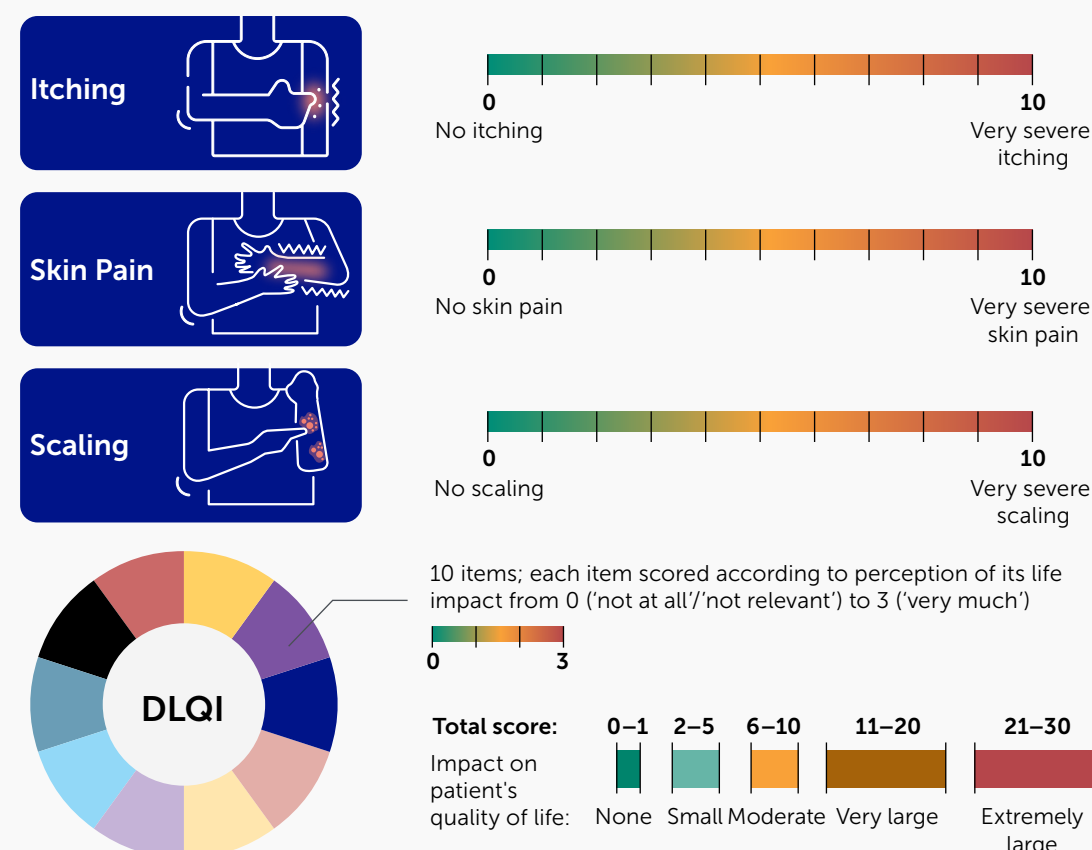 Itching
0
10
No itching
Very severe
itching
Skin Pain
0
10
No skin pain
Very severe
skin pain
Scaling
0
10
No scaling
Very severe
scaling
DLQI
10 items; each item scored according to perception of its life
impact from 0 (‘not at all’/‘not relevant’) to 3 (‘very much’)
0
3
Total score:
0–1
2–5
6–10
11–20
21–30
Impact on
patient's
quality of life:
None
Small
Moderate
Very large
Extremely
large